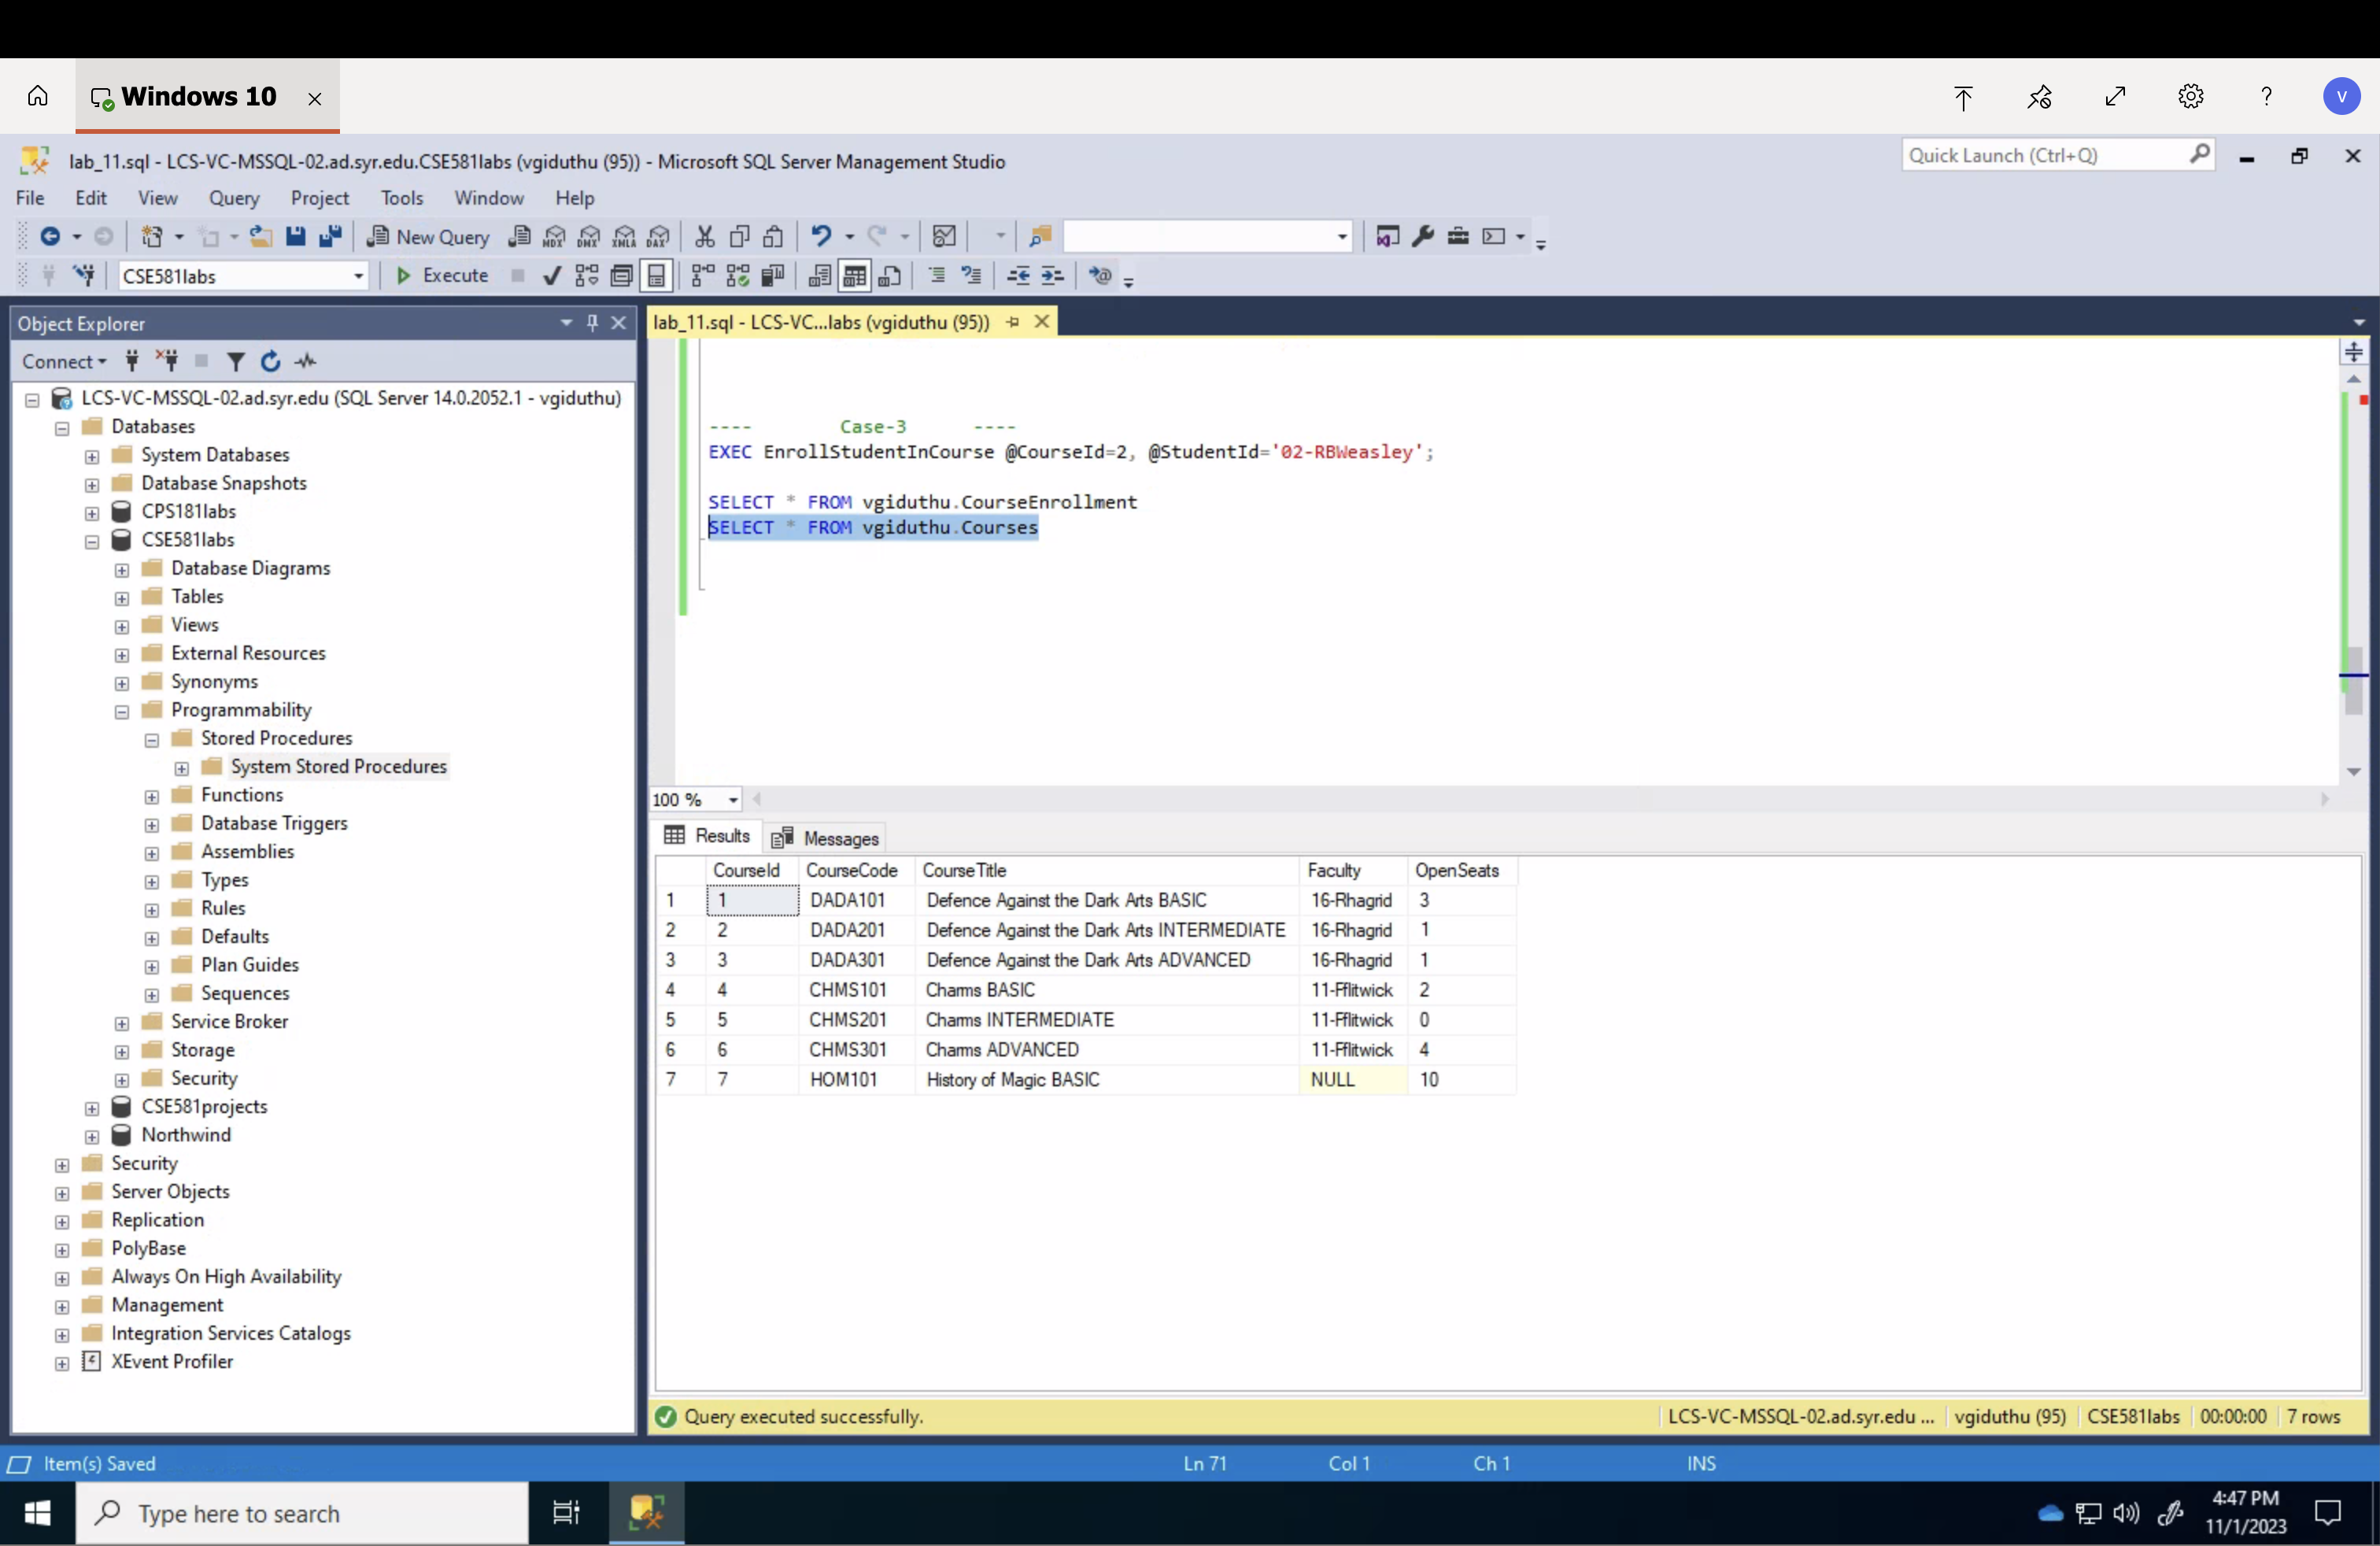 Windows 10
V
lab_11.sql - LCS-VC-MSSQL-02.ad.syr.edu.CSE581labs (vgiduthu (95)) - Microsoft SQL Server Management Studio
Quick Launch (Ctrl+Q)
File Edit View Query Project Tools Window Help
New Query MDX DMX XMLA DAX
CSE581labs Execute
Object Explorer
Connect
LCS-VC-MSSQL-02.ad.syr.edu (SQL Server 14.0.2052.1 - vgiduthu)
Databases
System Databases
Database Snapshots
CPS181labs
CSE581labs
Database Diagrams
Tables
Views
External Resources
Synonyms
Programmability
Stored Procedures
System Stored Procedures
Functions
Database Triggers
Assemblies
Types
Rules
Defaults
Plan Guides
Sequences
Service Broker
Storage
Security
CSE581projects
Northwind
Security
Server Objects
Replication
PolyBase
Always On High Availability
Management
Integration Services Catalogs
XEvent Profiler
lab_11.sql - LCS-VC...labs (vgiduthu (95))
---- Case-3 ----
EXEC EnrollStudentInCourse @CourseId=2, @StudentId='02-RBWeasley';
SELECT * FROM vgiduthu.CourseEnrollment
SELECT * FROM vgiduthu.Courses
100 %
Results Messages
CourseId CourseCode CourseTitle Faculty OpenSeats
1 1 DADA101 Defence Against the Dark Arts BASIC 16-Rhagrid 3
2 2 DADA201 Defence Against the Dark Arts INTERMEDIATE 16-Rhagrid 1
3 3 DADA301 Defence Against the Dark Arts ADVANCED 16-Rhagrid 1
4 4 CHMS101 Charms BASIC 11-Fflitwick 2
5 5 CHMS201 Charms INTERMEDIATE 11-Fflitwick 0
6 6 CHMS301 Charms ADVANCED 11-Fflitwick 4
7 7 HOM101 History of Magic BASIC NULL 10
Query executed successfully. LCS-VC-MSSQL-02.ad.syr.edu ... vgiduthu (95) CSE581labs 00:00:00 7 rows
Item(s) Saved Ln 71 Col 1 Ch 1 INS
Type here to search
4:47 PM
11/1/2023